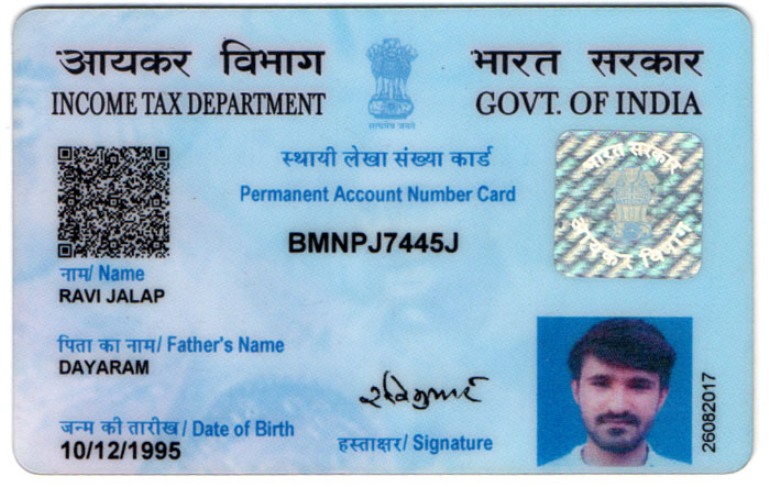 आयकर विभाग
INCOME TAX DEPARTMENT
सत्यमेव जयते
भारत सरकार
GOVT. OF INDIA
स्थायी लेखा संख्या कार्ड
Permanent Account Number Card
BMNPJ7445J
भारत सरकार
आयकर विभाग
नाम/ Name
RAVI JALAP
पिता का नाम/ Father's Name
DAYARAM
जन्म की तारीख/ Date of Birth
10/12/1995
रविकुमार
हस्ताक्षर/ Signature
26082017